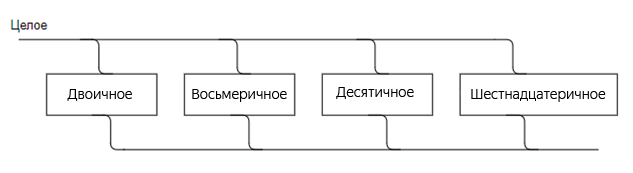 Целое
Двоичное
Восьмеричное
Десятичное
Шестнадцатеричное